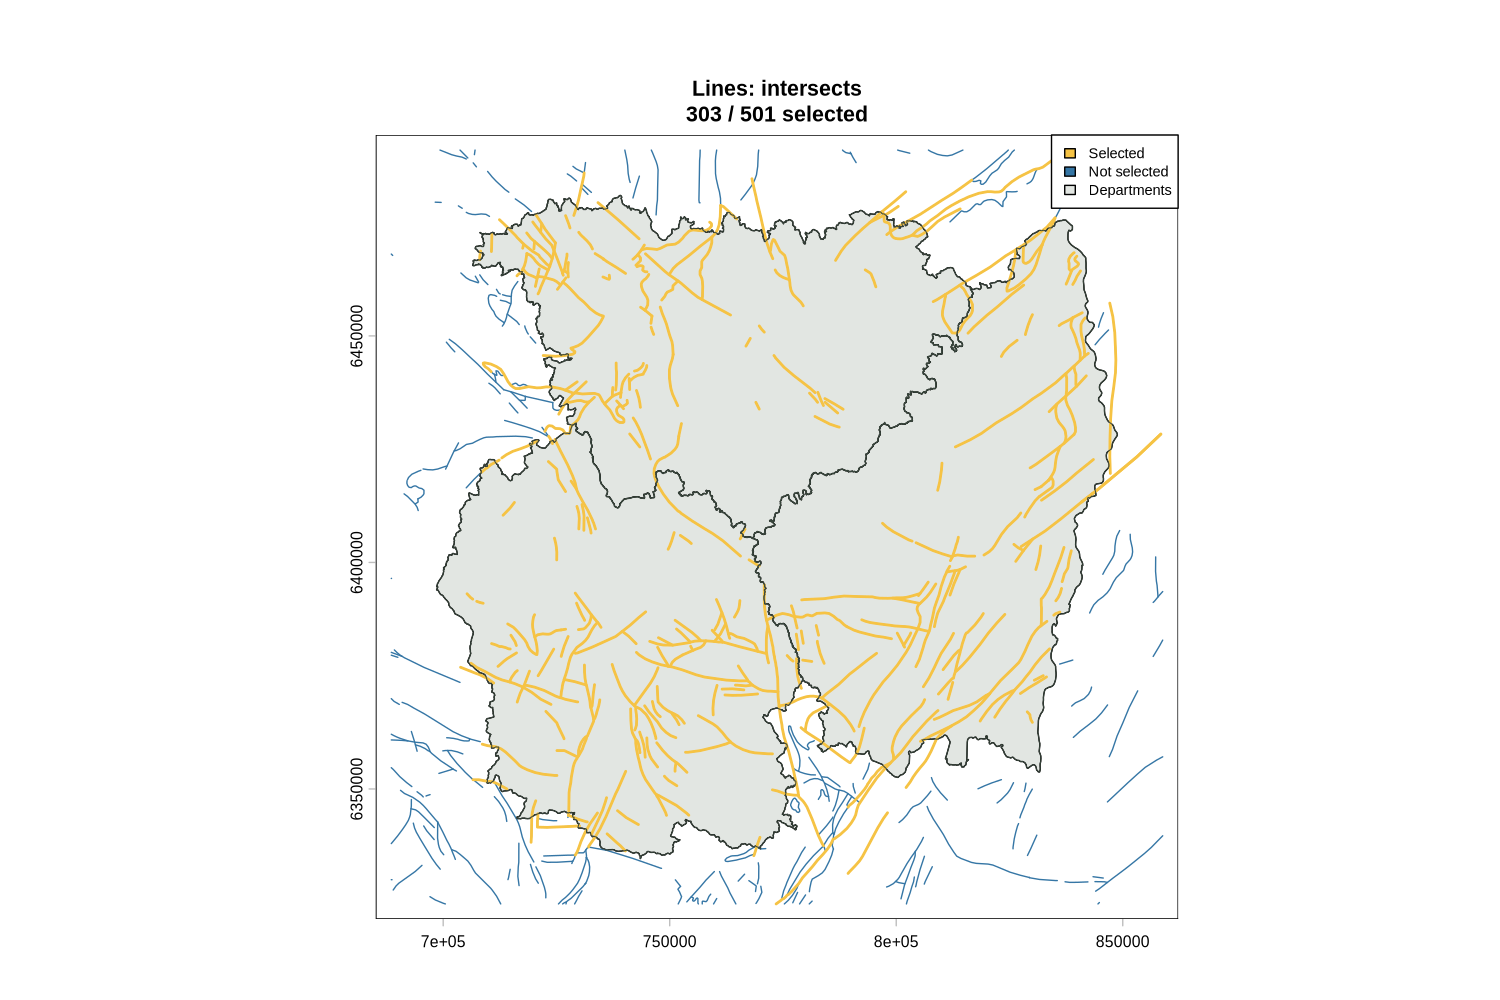 Lines: intersects
303 / 501 selected
Selected
Not selected
Departments
6450000
6400000
6350000
7e+05
750000
8e+05
850000